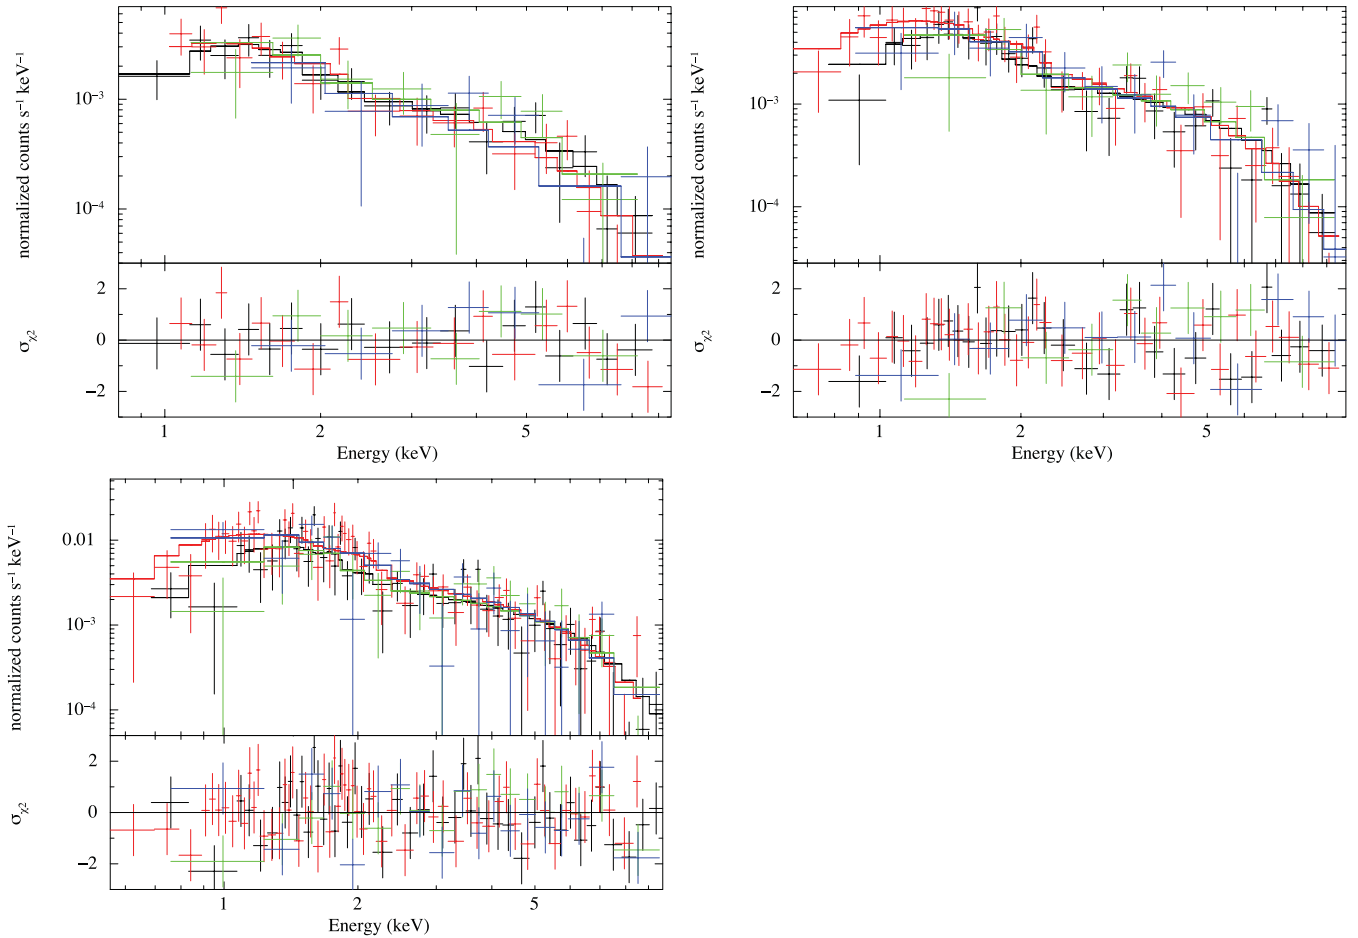 normalized counts s⁻¹ keV⁻¹
10⁻³
10⁻⁴
σχ2
2
0
−2
1
2
5
Energy (keV)
normalized counts s⁻¹ keV⁻¹
10⁻³
10⁻⁴
σχ2
2
0
−2
1
2
5
Energy (keV)
normalized counts s⁻¹ keV⁻¹
0.01
10⁻³
10⁻⁴
σχ2
2
0
−2
1
2
5
Energy (keV)